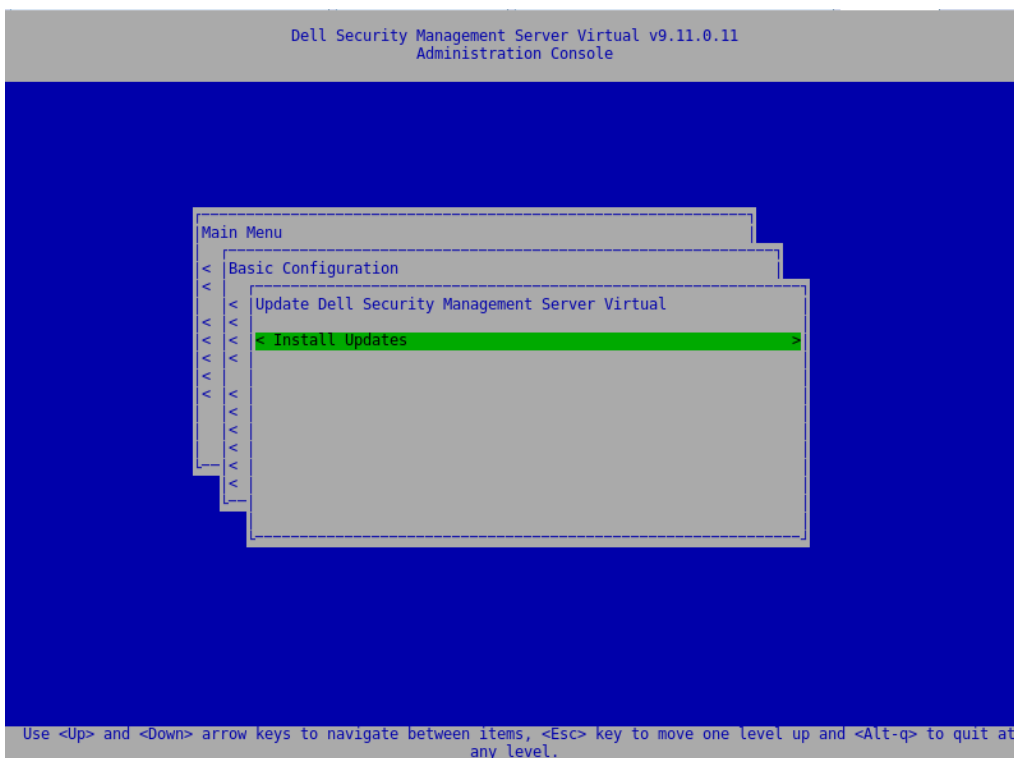 Dell Security Management Server Virtual v9.11.0.11
Administration Console
Main Menu
< Basic Configuration
<
< Update Dell Security Management Server Virtual
< <
< < < Install Updates >
< <
<
< <
<
<
<
<
<
Use <Up> and <Down> arrow keys to navigate between items, <Esc> key to move one level up and <Alt-q> to quit at
any level.